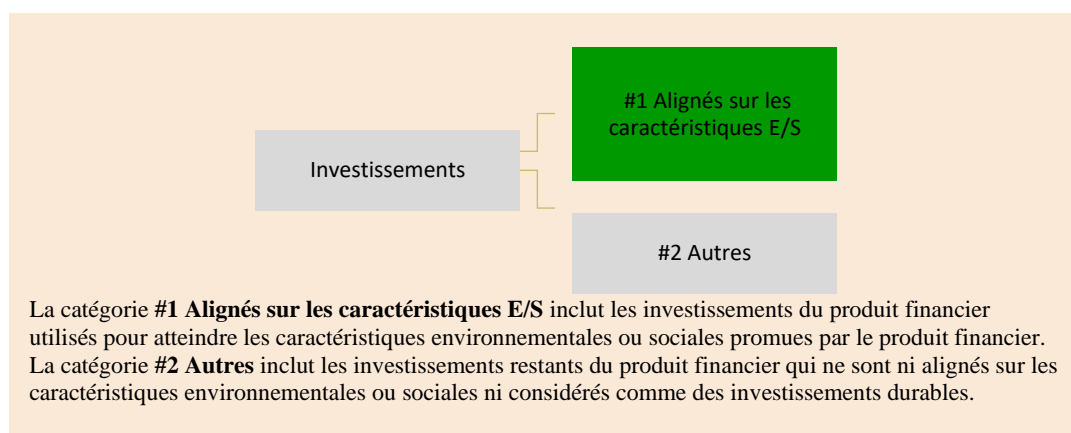 #1 Alignés sur les
caractéristiques E/S
Investissements
#2 Autres
La catégorie #1 Alignés sur les caractéristiques E/S inclut les investissements du produit financier
utilisés pour atteindre les caractéristiques environnementales ou sociales promues par le produit financier.
La catégorie #2 Autres inclut les investissements restants du produit financier qui ne sont ni alignés sur les
caractéristiques environnementales ou sociales ni considérés comme des investissements durables.